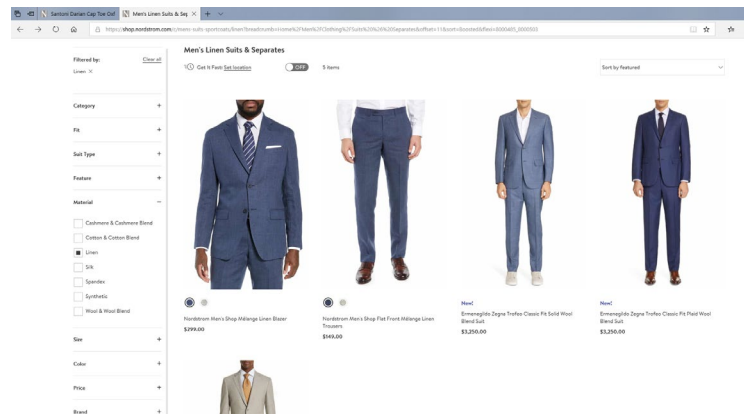 Santoni Darian Cap Toe Oxf
Men's Linen Suits & Sep
Men's Linen Suits & Separates
Filtered by:
Clear all
Linen
Get It Fast: Set location
OFF
5 items
Sort by featured
Category
Fit
Suit Type
Feature
Material
Cashmere & Cashmere Blend
Cotton & Cotton Blend
Linen
Silk
Spandex
Synthetic
Wool & Wool Blend
Size
Color
Price
Brand
Nordstrom Men's Shop Mélange Linen Blazer
$299.00
Nordstrom Men's Shop Flat Front Mélange Linen
Trousers
$149.00
New!
Ermenegildo Zegna Trofeo Classic Fit Solid Wool
Blend Suit
$3,250.00
New!
Ermenegildo Zegna Trofeo Classic Fit Plaid Wool
Blend Suit
$3,250.00